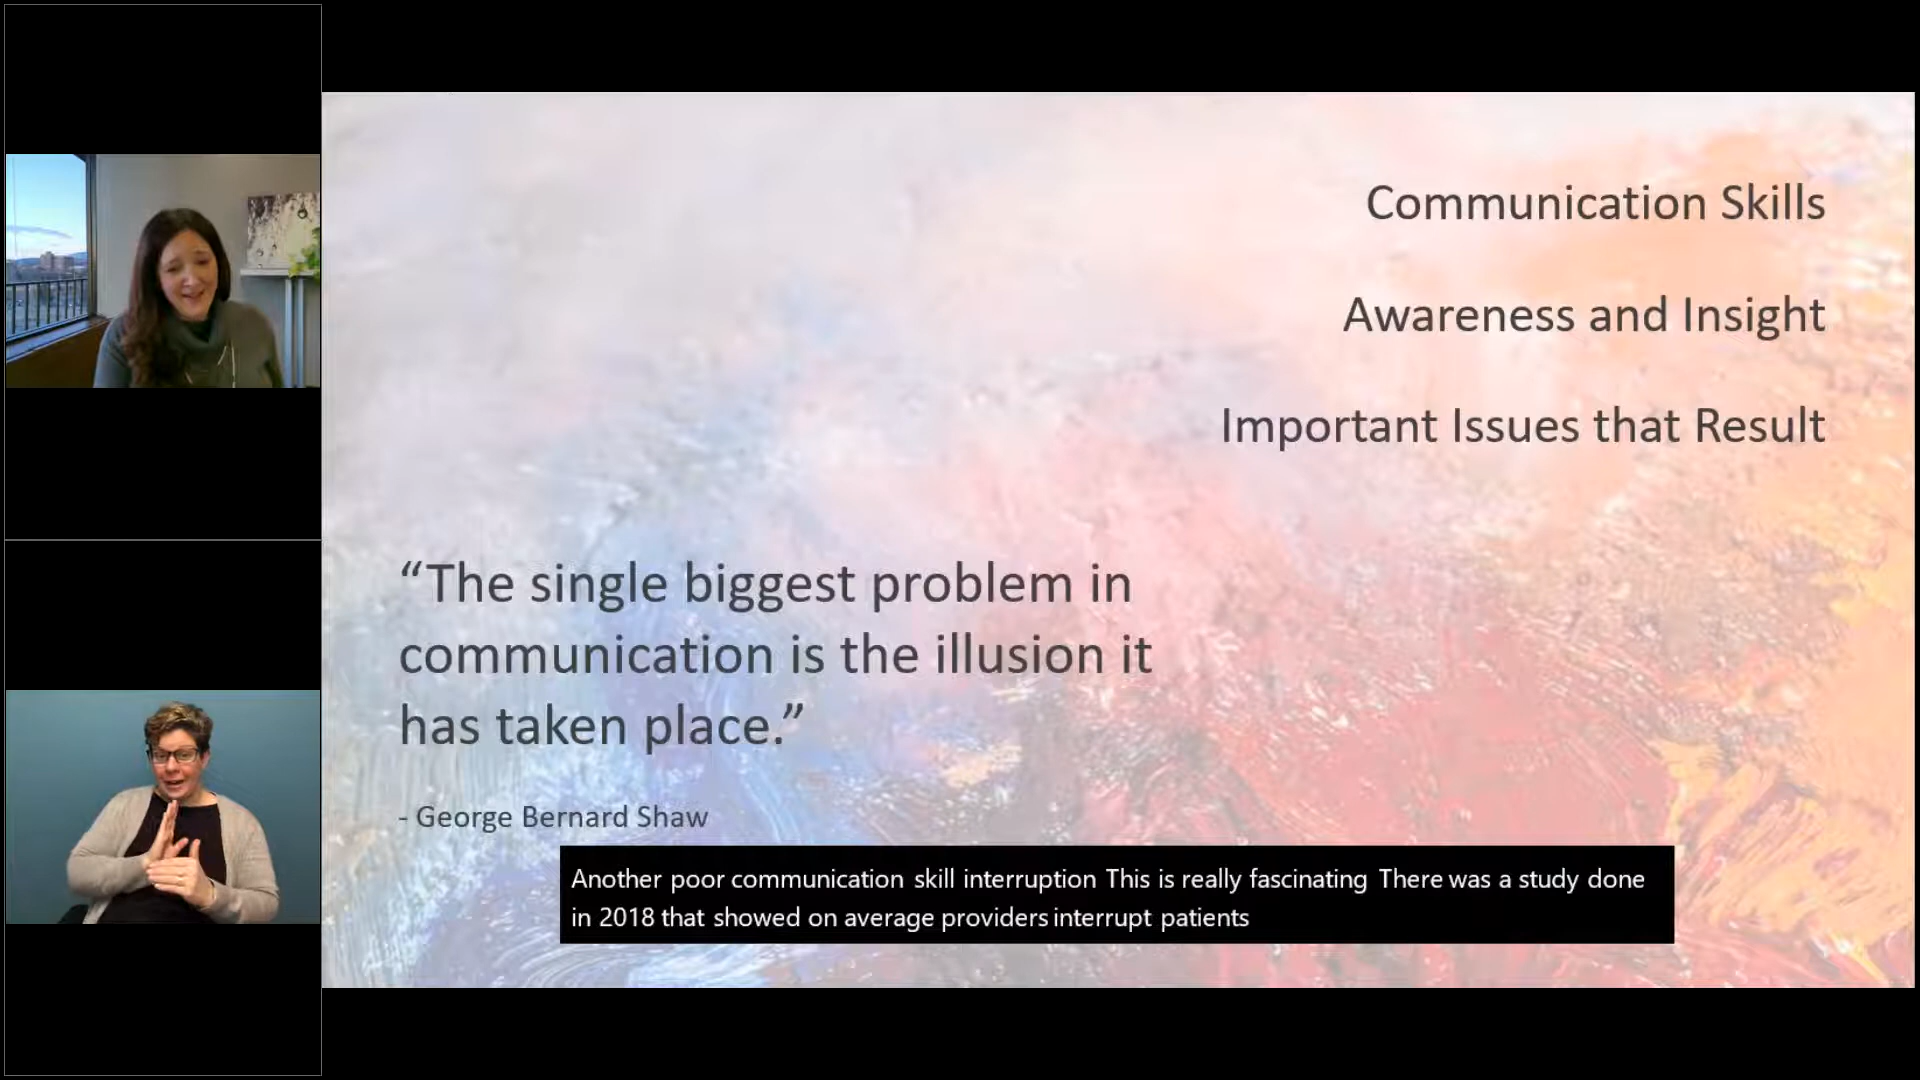 Communication Skills
Awareness and Insight
Important Issues that Result
“The single biggest problem in
communication is the illusion it
has taken place.”
- George Bernard Shaw
Another poor communication skill interruption This is really fascinating There was a study done
in 2018 that showed on average providers interrupt patients